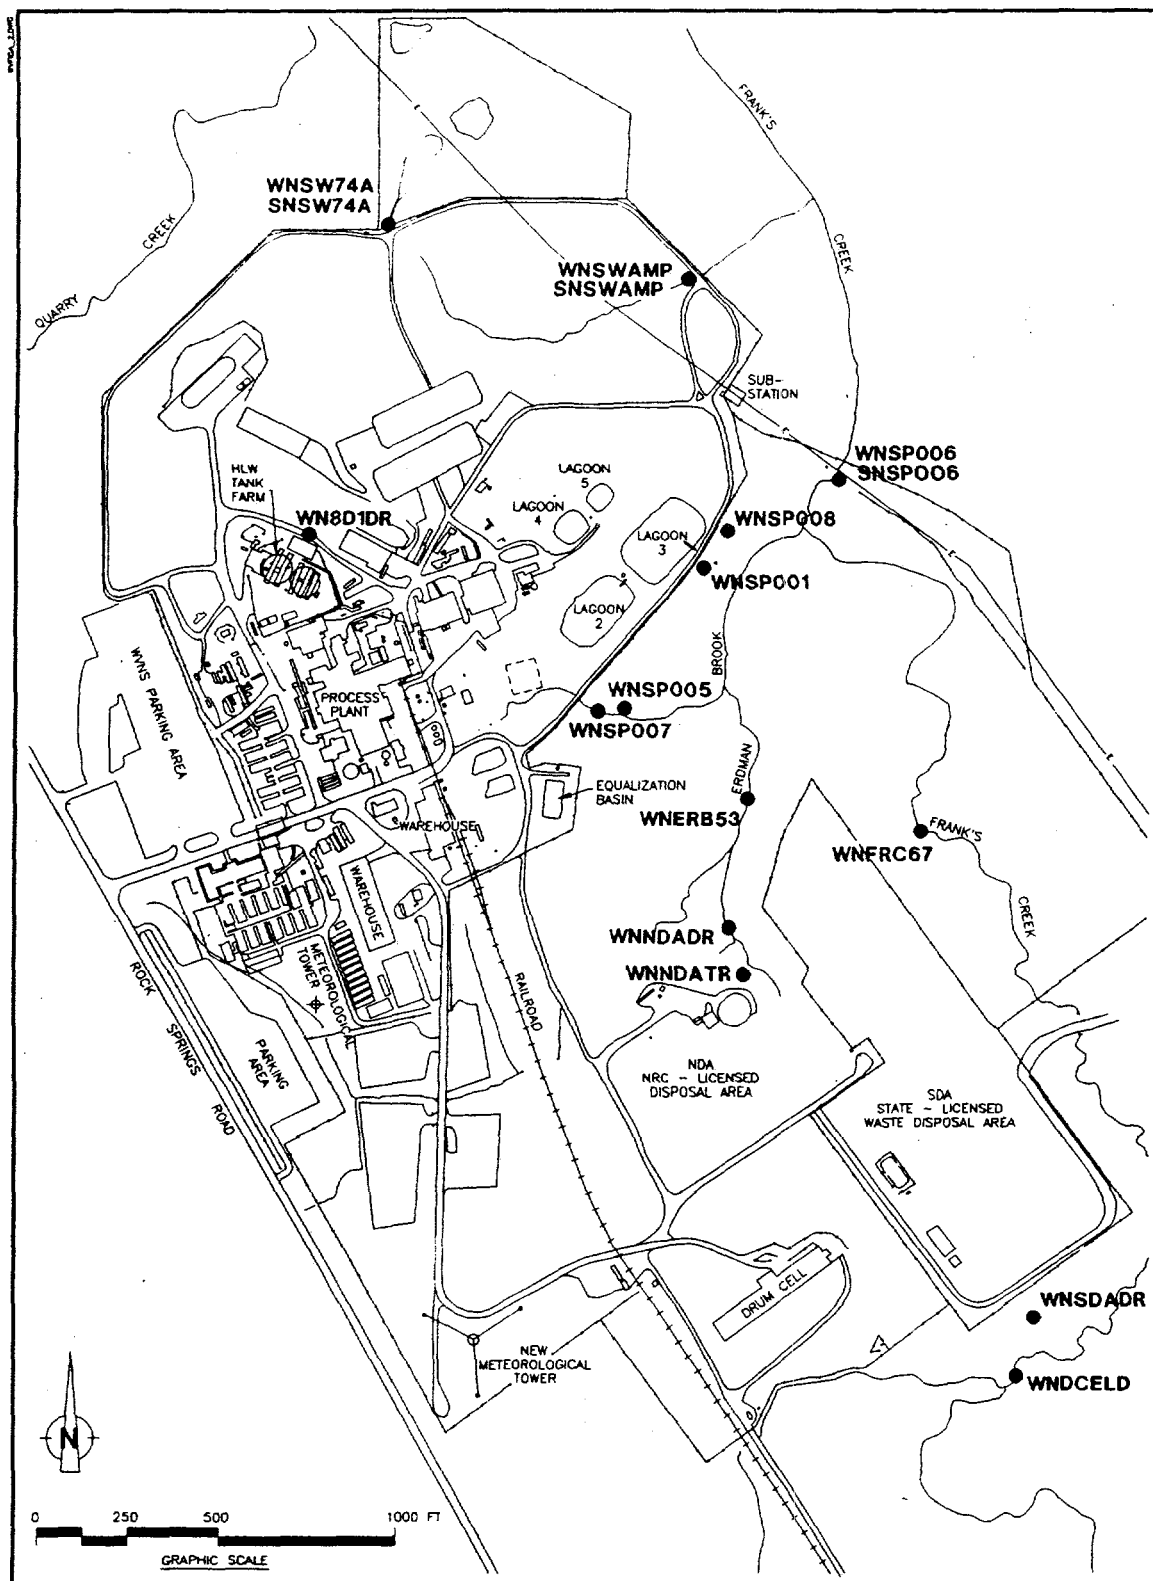 FRANK'S
CREEK
WNSW74A
SNSW74A
CREEK
QUARRY
WNSWAMP
SNSWAMP
SUB-
STATION
HLW
TANK
FARM
WN8D1DR
LAGOON
5
LAGOON
4
LAGOON
3
LAGOON
2
WNSP006
SNSP006
WNSP008
WNSP001
BROOK
WVNS PARKING AREA
PROCESS
PLANT
WNSP005
WNSP007
ERDMAN
EQUALIZATION
BASIN
WNERB53
WAREHOUSE
FRANK'S
WNFRC67
CREEK
WAREHOUSE
WNNDADR
WNNDATR
METEOROLOGICAL
TOWER
RAILROAD
ROCK
SPRINGS
ROAD
PARKING
AREA
NDA
NRC - LICENSED
DISPOSAL AREA
SDA
STATE - LICENSED
WASTE DISPOSAL AREA
DRUM CELL
WNSDADR
NEW
METEOROLOGICAL
TOWER
WNDCELD
N
0 250 500 1000 FT
GRAPHIC SCALE